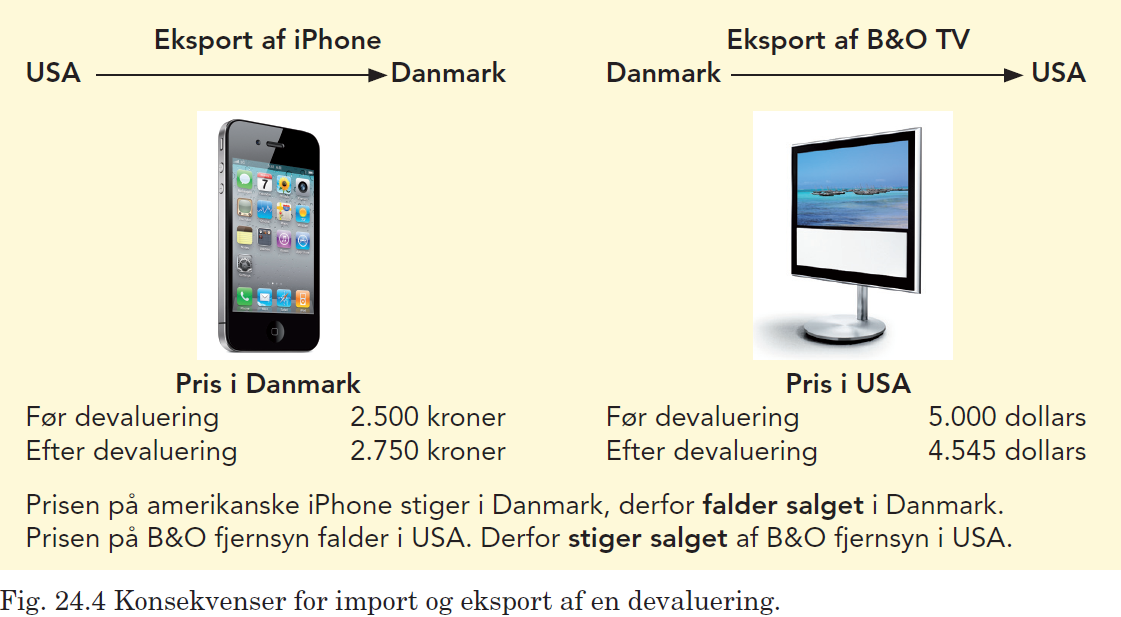 Eksport af iPhone
USA Danmark
Pris i Danmark
Før devaluering 2.500 kroner
Efter devaluering 2.750 kroner
Eksport af B&O TV
Danmark USA
Pris i USA
Før devaluering 5.000 dollars
Efter devaluering 4.545 dollars
Prisen på amerikanske iPhone stiger i Danmark, derfor falder salget i Danmark.
Prisen på B&O fjernsyn falder i USA. Derfor stiger salget af B&O fjernsyn i USA.
Fig. 24.4 Konsekvenser for import og eksport af en devaluering.